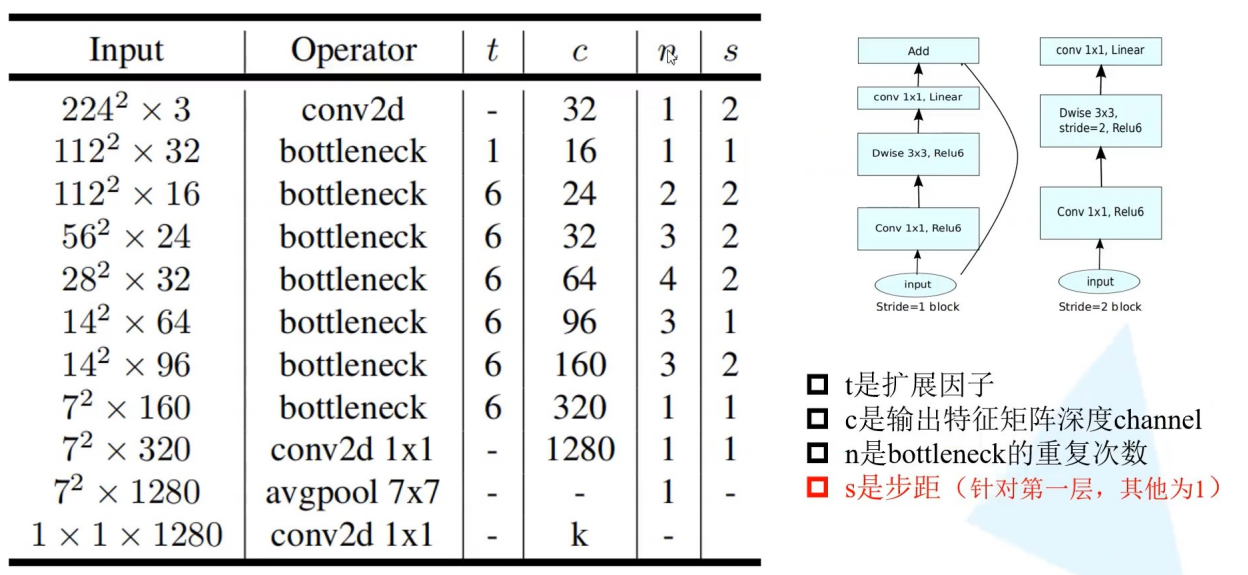 Input Operator t c n s
224² × 3 conv2d - 32 1 2
112² × 32 bottleneck 1 16 1 1
112² × 16 bottleneck 6 24 2 2
56² × 24 bottleneck 6 32 3 2
28² × 32 bottleneck 6 64 4 2
14² × 64 bottleneck 6 96 3 1
14² × 96 bottleneck 6 160 3 2
7² × 160 bottleneck 6 320 1 1
7² × 320 conv2d 1x1 - 1280 1 1
7² × 1280 avgpool 7x7 - - 1 -
1 × 1 × 1280 conv2d 1x1 - k -
Add
conv 1x1, Linear
Dwise 3x3, Relu6
Conv 1x1, Relu6
input
Stride=1 block
conv 1x1, Linear
Dwise 3x3,
stride=2, Relu6
Conv 1x1, Relu6
input
Stride=2 block
t是扩展因子
c是输出特征矩阵深度channel
n是bottleneck的重复次数
s是步距（针对第一层，其他为1）